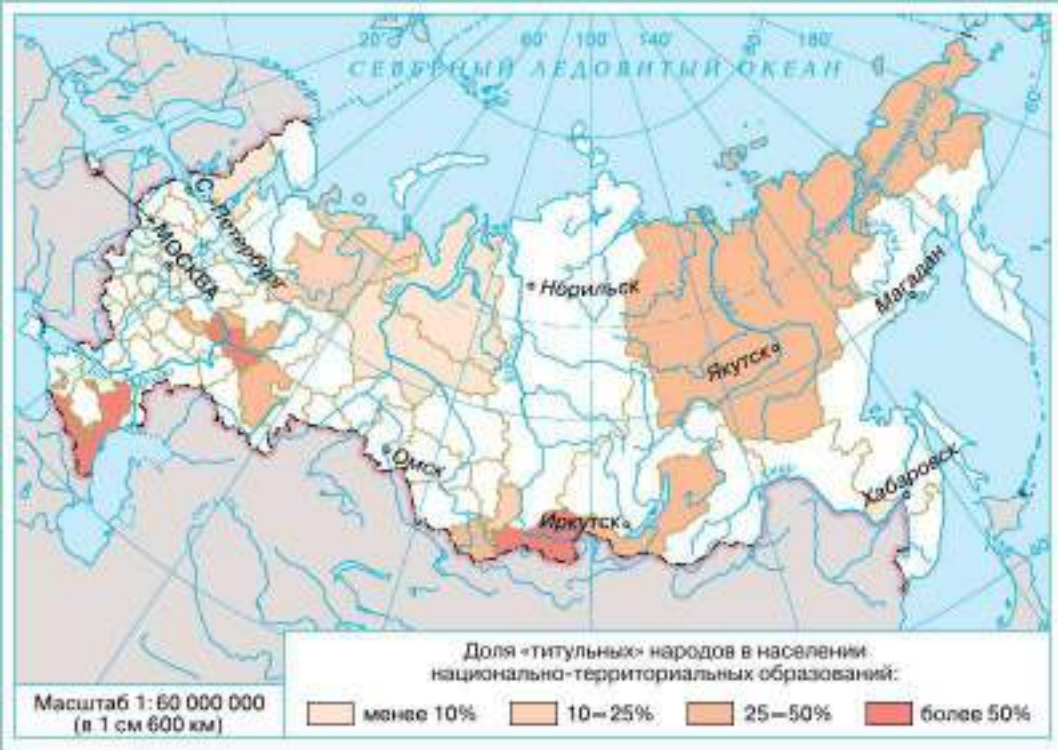 20° 60° 100° 140° 180°
СЕВЕРНЫЙ ЛЕДОВИТЫЙ ОКЕАН
С.-Петербург
МОСКВА
Норильск
Магадан
Якутск
Омск
Хабаровск
Иркутск
Доля «титульных» народов в населении
национально-территориальных образований:
Масштаб 1:60 000 000
(в 1 см 600 км)
менее 10% 10–25% 25–50% более 50%